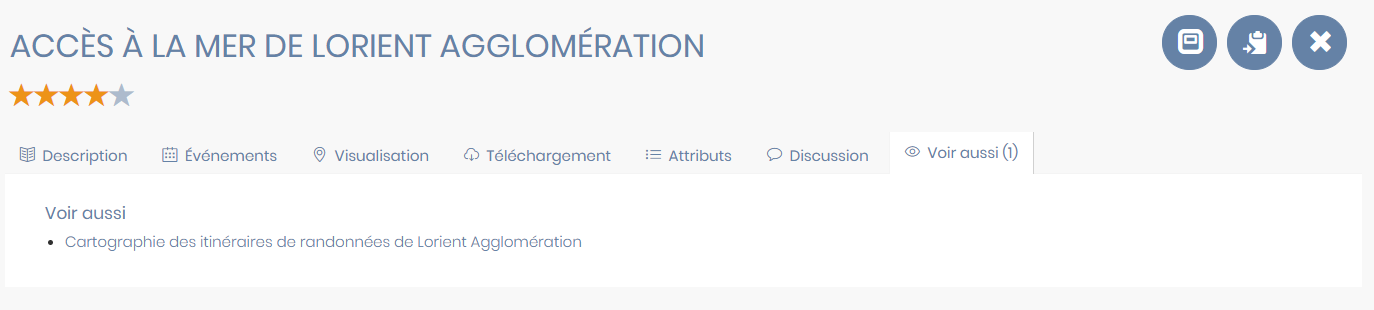 ACCÈS À LA MER DE LORIENT AGGLOMÉRATION
Description Événements Visualisation Téléchargement Attributs Discussion Voir aussi (1)
Voir aussi
Cartographie des itinéraires de randonnées de Lorient Agglomération